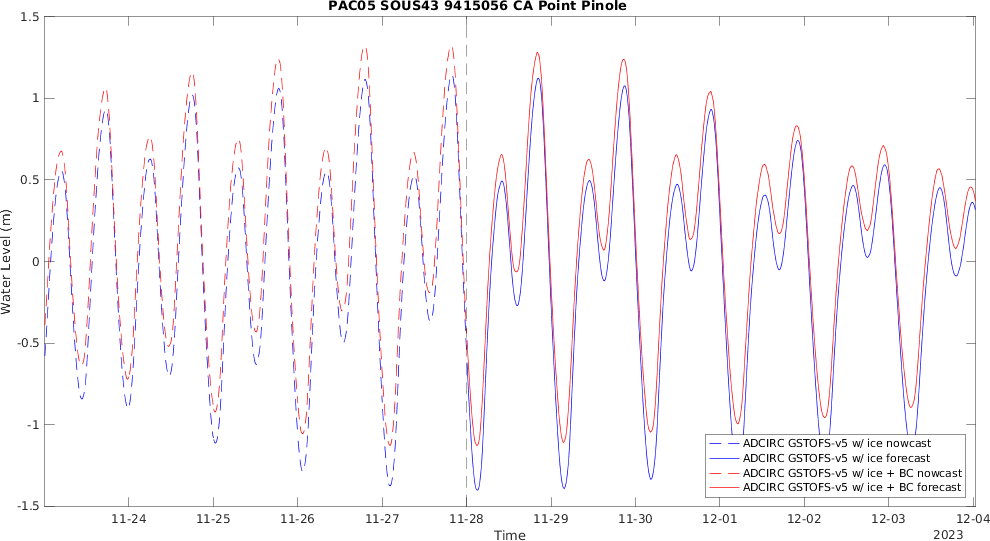 PAC05 SOUS43 9415056 CA Point Pinole
1.5
1
0.5
0
-0.5
-1
-1.5
Water Level (m)
ADCIRC GSTOFS-v5 w/ ice nowcast
ADCIRC GSTOFS-v5 w/ ice forecast
ADCIRC GSTOFS-v5 w/ ice + BC nowcast
ADCIRC GSTOFS-v5 w/ ice + BC forecast
11-24 11-25 11-26 11-27 11-28 11-29 11-30 12-01 12-02 12-03 12-04
Time
2023